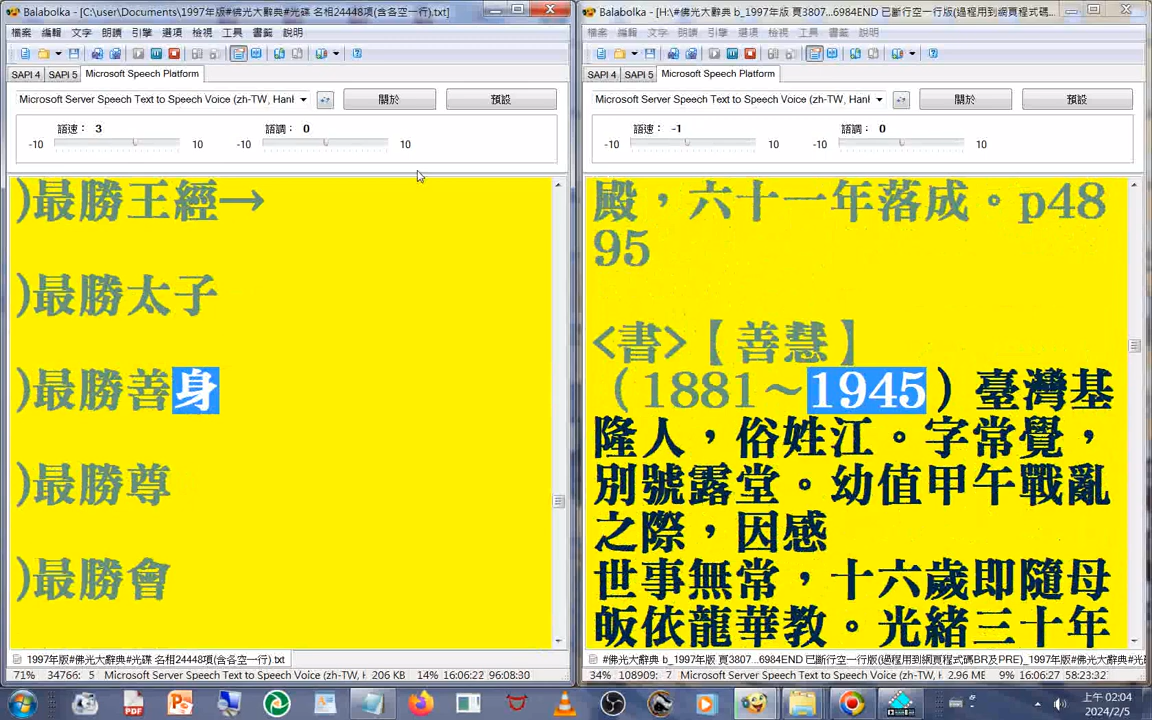 Balabolka - [C:\user\Documents\1997年版#佛光大辭典#光碟 名相24448項(含各空一行).txt]
檔案 編輯 文字 朗讀 引擎 選項 檢視 工具 書籤 說明
SAPI 4 SAPI 5 Microsoft Speech Platform
Microsoft Server Speech Text to Speech Voice (zh-TW, Hanl
關於 預設
語速： 3 語調： 0
-10 10 -10 10
)最勝王經→
)最勝太子
)最勝善身
)最勝尊
)最勝會
1997年版#佛光大辭典#光碟 名相24448項(含各空一行).txt
71% 34766: 5 Microsoft Server Speech Text to Speech Voice (zh-TW, H 206 KB 14% 16:06:22 96:08:30
Balabolka - [H:\#佛光大辭典 b_1997年版 頁3807...6984END 已斷行空一行版(過程用到網頁程式碼...
檔案 編輯 文字 朗讀 引擎 選項 檢視 工具 書籤 說明
SAPI 4 SAPI 5 Microsoft Speech Platform
Microsoft Server Speech Text to Speech Voice (zh-TW, Hanl
關於 預設
語速： -1 語調： 0
-10 10 -10 10
殿，六十一年落成。p48
95
<書>【善慧】
（1881～1945）臺灣基
隆人，俗姓江。字常覺，
別號露堂。幼值甲午戰亂
之際，因感
世事無常，十六歲即隨母
皈依龍華教。光緒三十年
#佛光大辭典 b_1997年版 頁3807...6984END 已斷行空一行版(過程用到網頁程式碼BR及PRE)_1997年版#佛光大辭典#光
34% 108909: 7 Microsoft Server Speech Text to Speech Voice (zh-TW, H 2.96 ME 9% 16:06:27 58:23:32
上午 02:04
2024/2/5